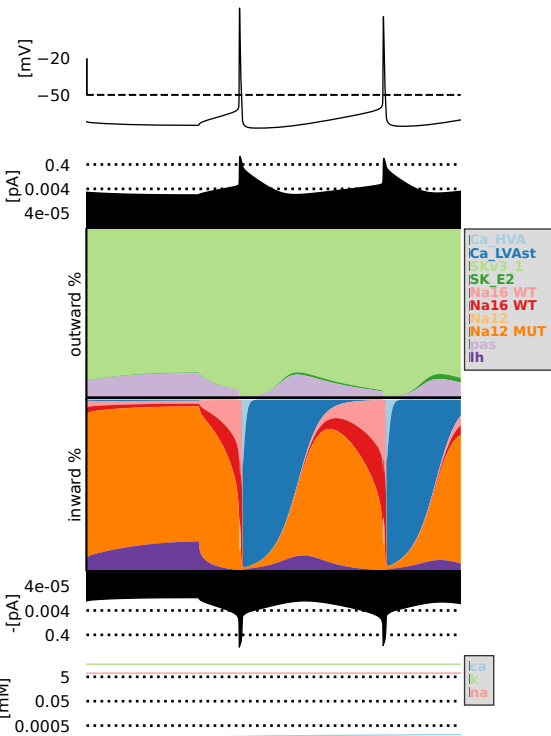 [mV]
−20
−50
[pA]
0.4
0.004
4e-05
outward %
Ca_HVA
Ca_LVAst
SKv3_1
SK_E2
Na16 WT
Na16 WT
Na12
Na12 MUT
pas
Ih
inward %
-[pA]
4e-05
0.004
0.4
[mM]
5
0.05
0.0005
ca
k
na